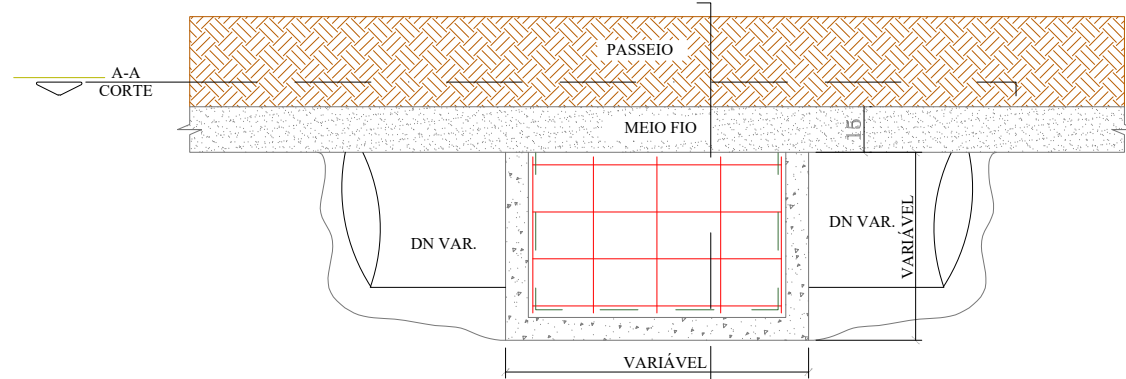 PASSEIO
A-A
CORTE
MEIO FIO
15
DN VAR.
DN VAR.
VARIÁVEL
VARIÁVEL